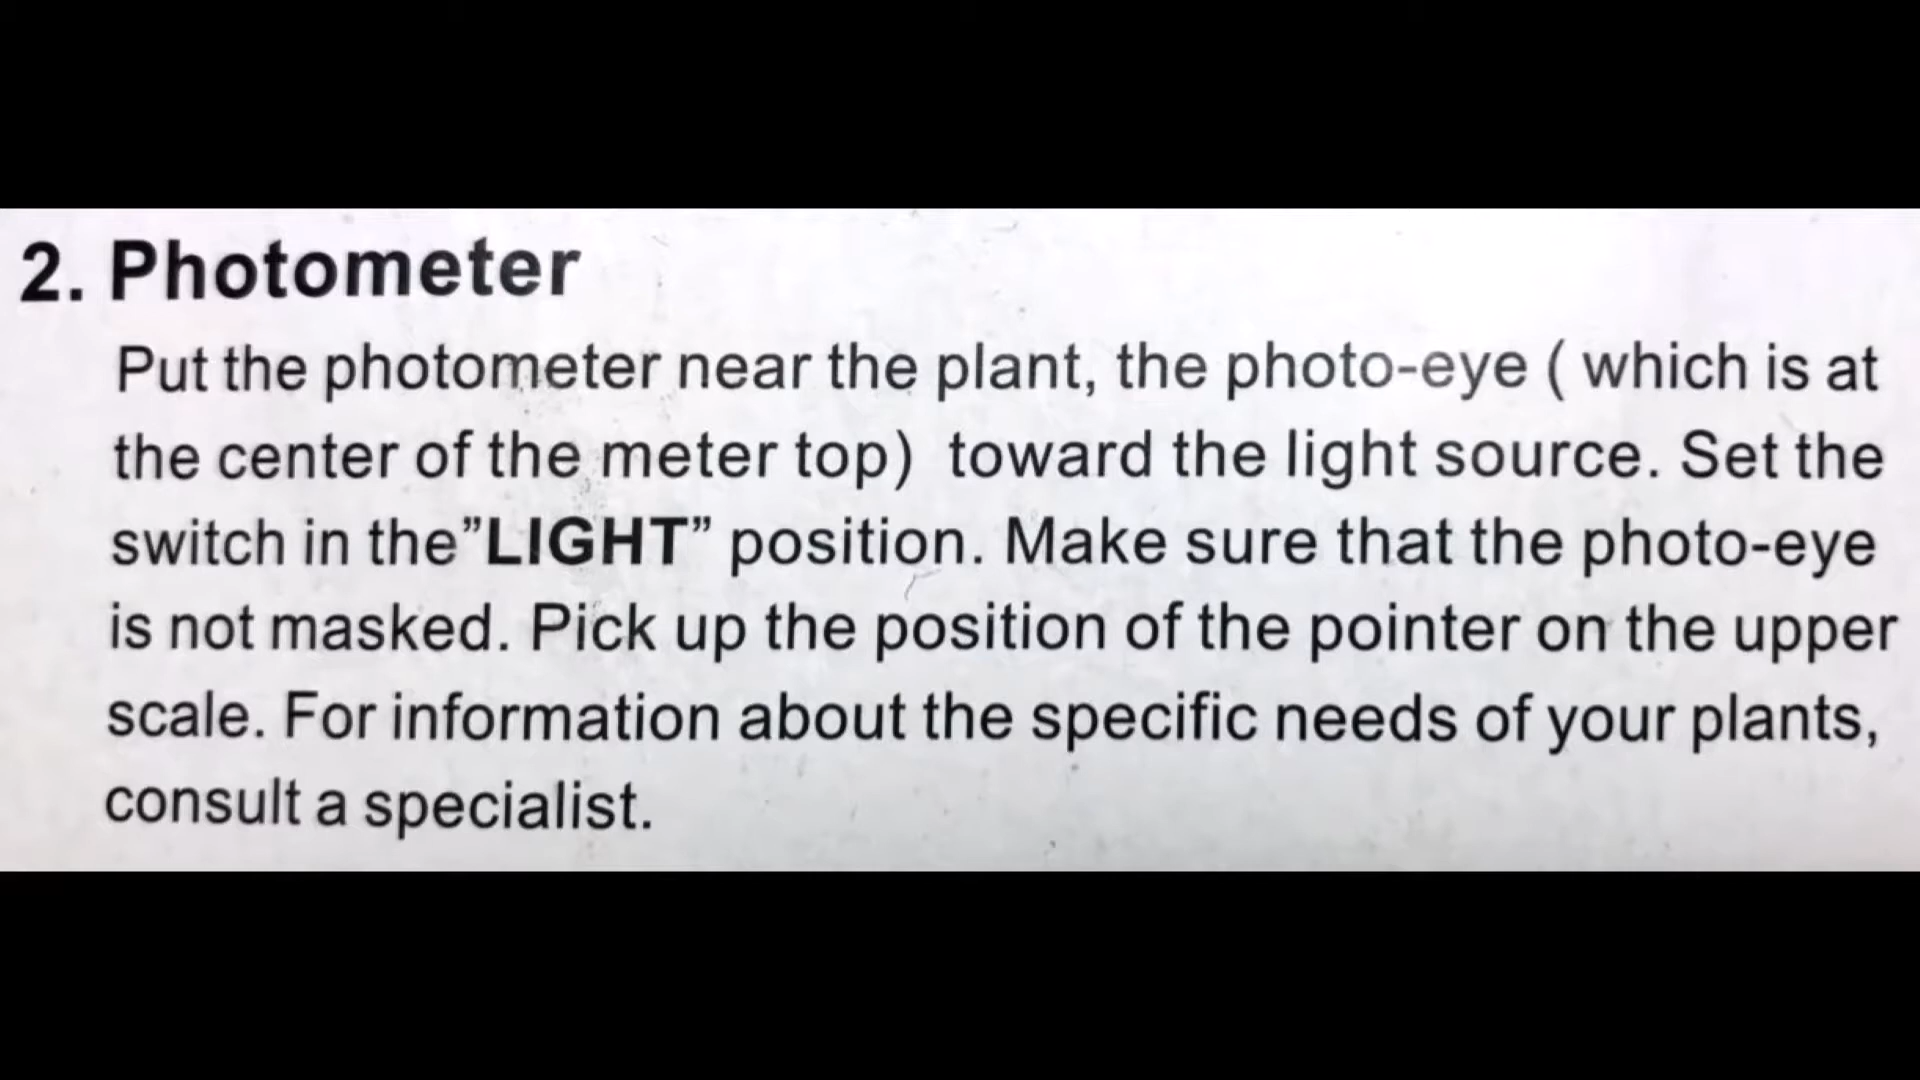 2. Photometer
Put the photometer near the plant, the photo-eye ( which is at
the center of the meter top) toward the light source. Set the
switch in the”LIGHT” position. Make sure that the photo-eye
is not masked. Pick up the position of the pointer on the upper
scale. For information about the specific needs of your plants,
consult a specialist.